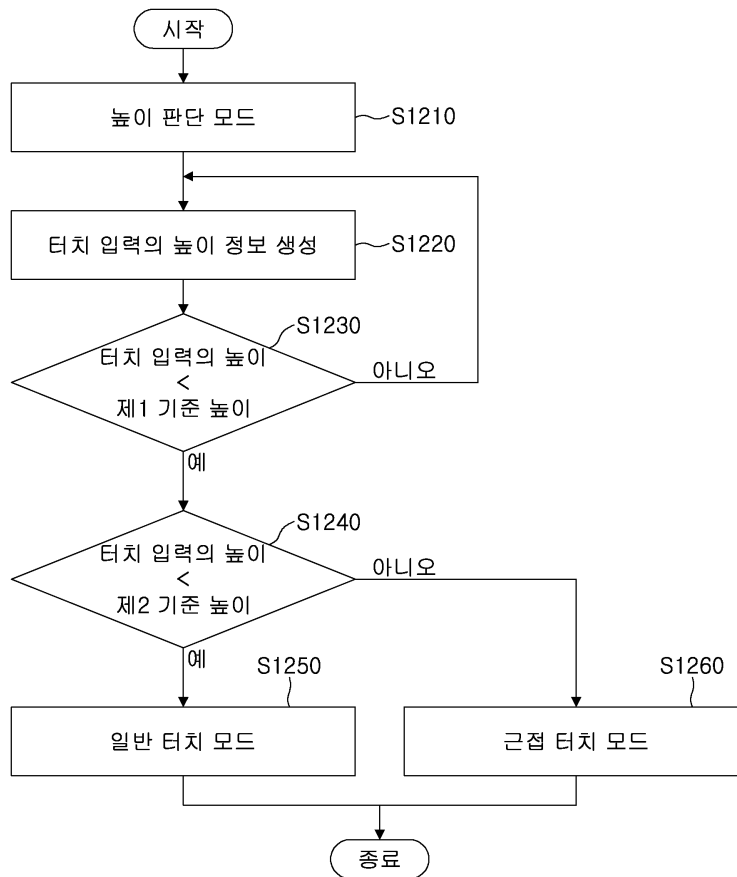 시작
높이 판단 모드
S1210
터치 입력의 높이 정보 생성
S1220
S1230
터치 입력의 높이
<
제1 기준 높이
아니오
예
S1240
터치 입력의 높이
<
제2 기준 높이
아니오
예
S1250
일반 터치 모드
S1260
근접 터치 모드
종료